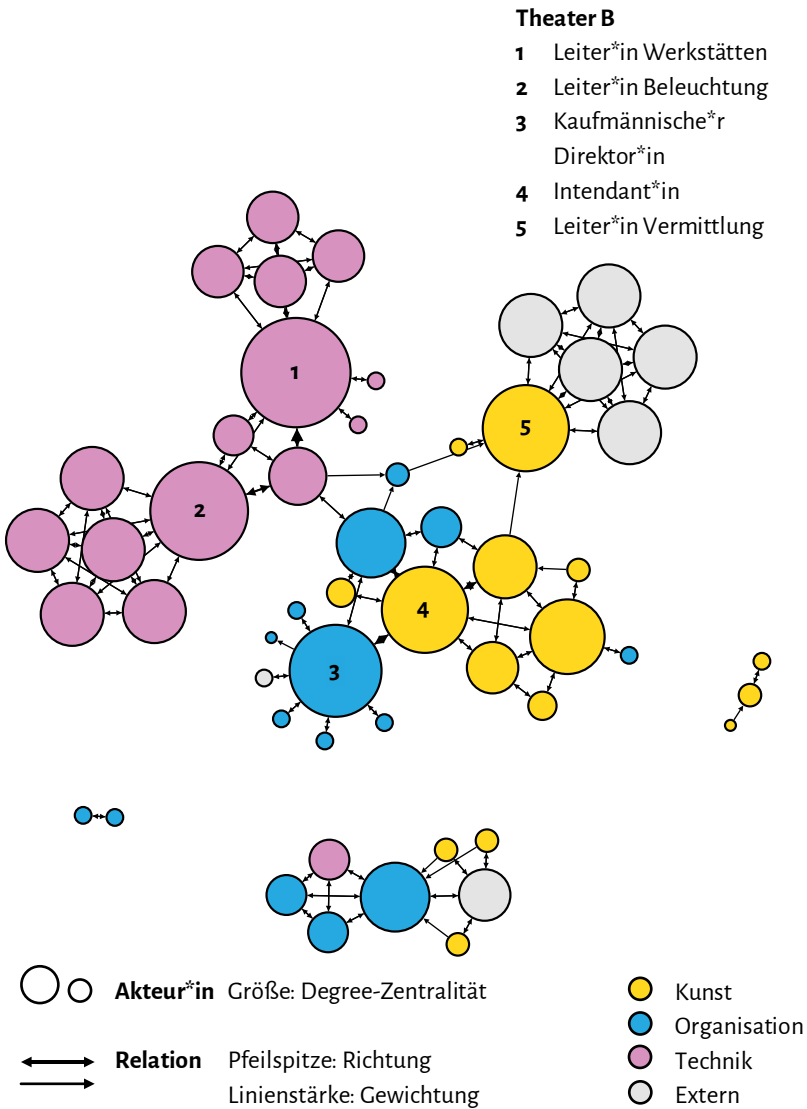 Theater B
1 Leiter*in Werkstätten
2 Leiter*in Beleuchtung
3 Kaufmännische*r
Direktor*in
4 Intendant*in
5 Leiter*in Vermittlung
1
5
2
4
3
Akteur*in Größe: Degree-Zentralität
Relation Pfeilspitze: Richtung
Linienstärke: Gewichtung
Kunst
Organisation
Technik
Extern